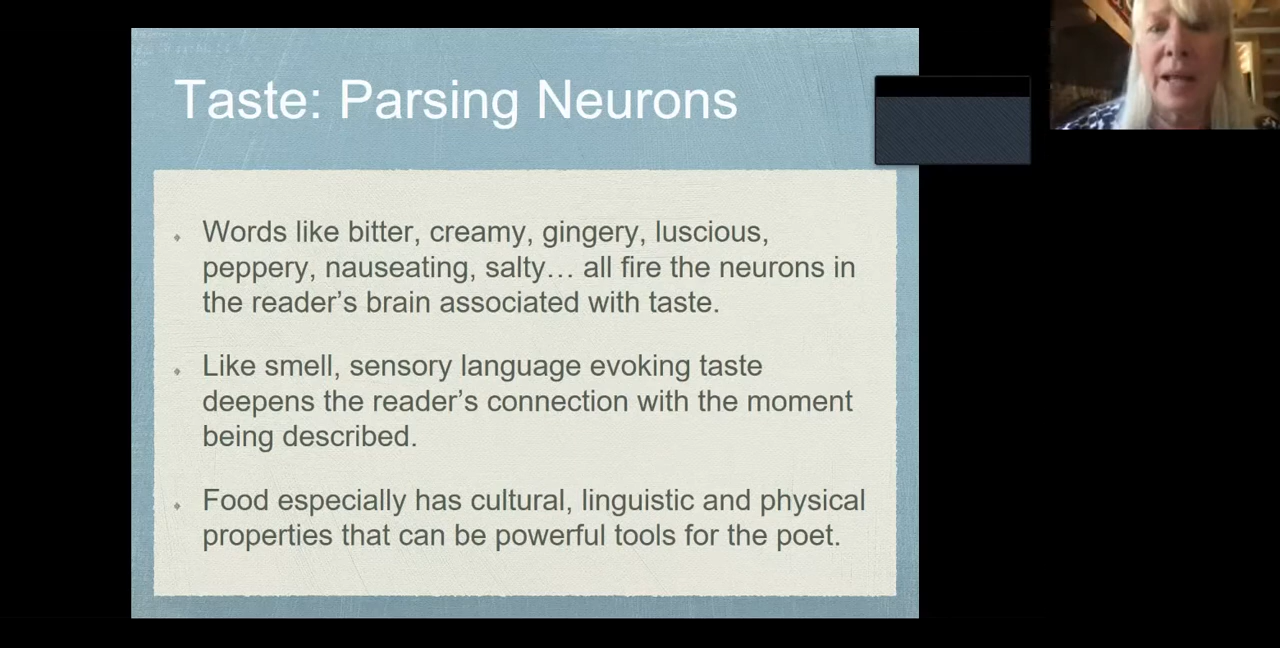 Taste: Parsing Neurons
Words like bitter, creamy, gingery, luscious,
peppery, nauseating, salty… all fire the neurons in
the reader’s brain associated with taste.
Like smell, sensory language evoking taste
deepens the reader’s connection with the moment
being described.
Food especially has cultural, linguistic and physical
properties that can be powerful tools for the poet.